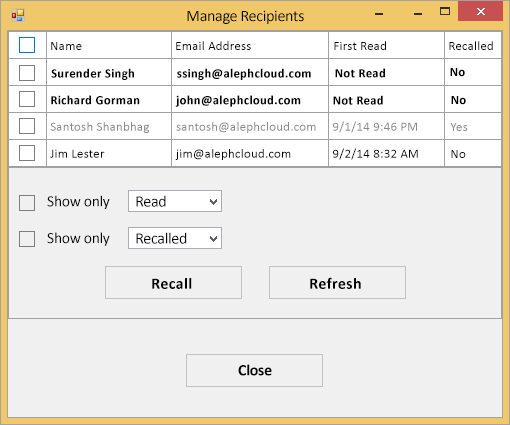 Manage Recipients
Name Email Address First Read Recalled
Surender Singh ssingh@alephcloud.com Not Read No
Richard Gorman john@alephcloud.com Not Read No
Santosh Shanbhag santosh@alephcloud.com 9/1/14 9:46 PM Yes
Jim Lester jim@alephcloud.com 9/2/14 8:32 AM No
Show only Read
Show only Recalled
Recall Refresh
Close